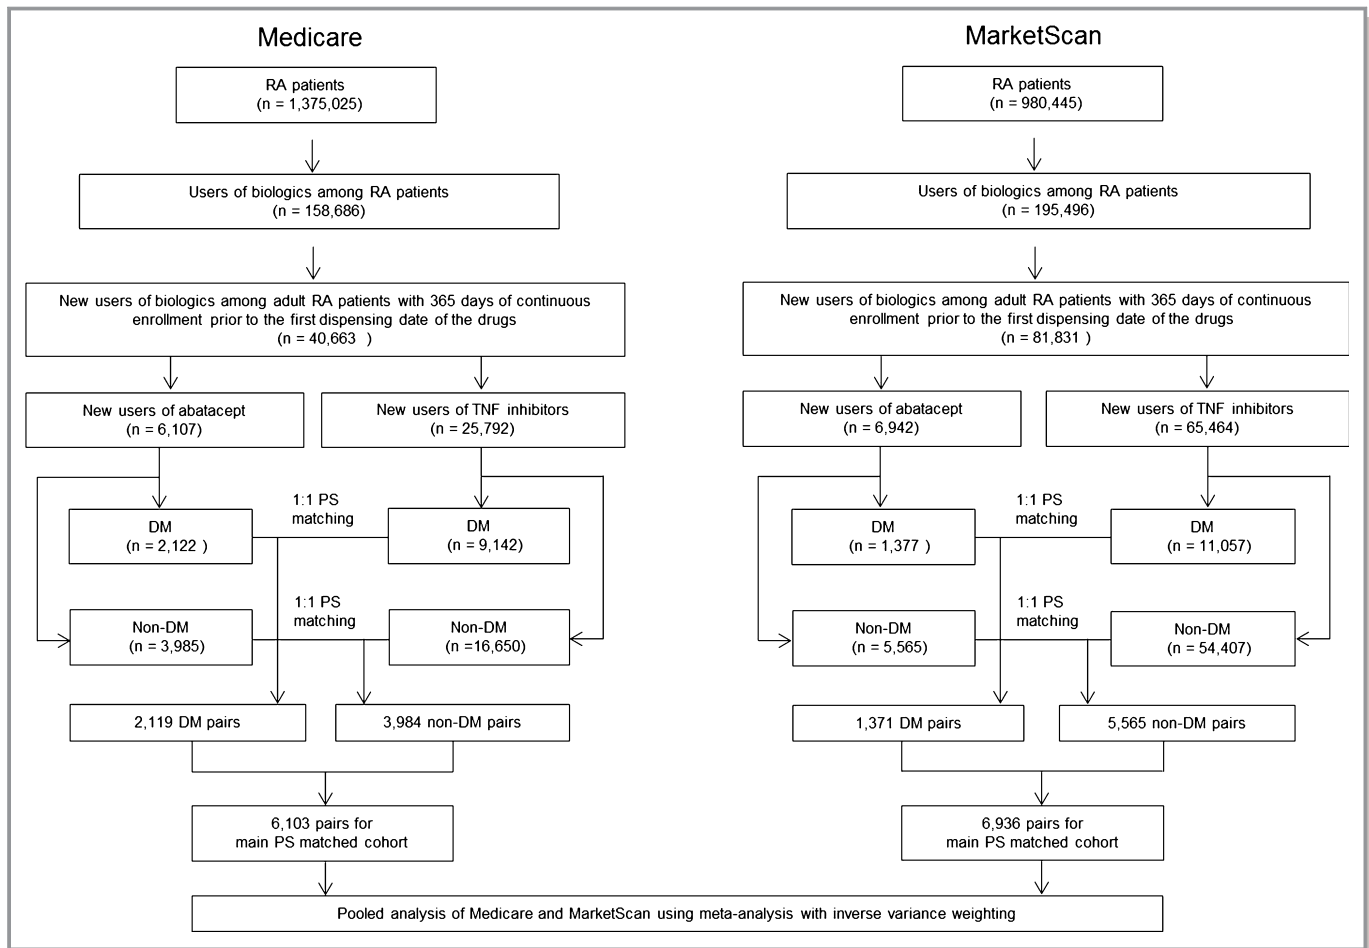 Medicare
RA patients
(n = 1,375,025)
Users of biologics among RA patients
(n = 158,686)
New users of biologics among adult RA patients with 365 days of continuous
enrollment prior to the first dispensing date of the drugs
(n = 40,663 )
New users of abatacept
(n = 6,107)
New users of TNF inhibitors
(n = 25,792)
DM
(n = 2,122 )
1:1 PS
matching
DM
(n = 9,142)
Non-DM
(n = 3,985)
1:1 PS
matching
Non-DM
(n =16,650)
2,119 DM pairs
3,984 non-DM pairs
6,103 pairs for
main PS matched cohort
MarketScan
RA patients
(n = 980,445)
Users of biologics among RA patients
(n = 195,496)
New users of biologics among adult RA patients with 365 days of continuous
enrollment prior to the first dispensing date of the drugs
(n = 81,831 )
New users of abatacept
(n = 6,942)
New users of TNF inhibitors
(n = 65,464)
DM
(n = 1,377 )
1:1 PS
matching
DM
(n = 11,057)
Non-DM
(n = 5,565)
1:1 PS
matching
Non-DM
(n = 54,407)
1,371 DM pairs
5,565 non-DM pairs
6,936 pairs for
main PS matched cohort
Pooled analysis of Medicare and MarketScan using meta-analysis with inverse variance weighting